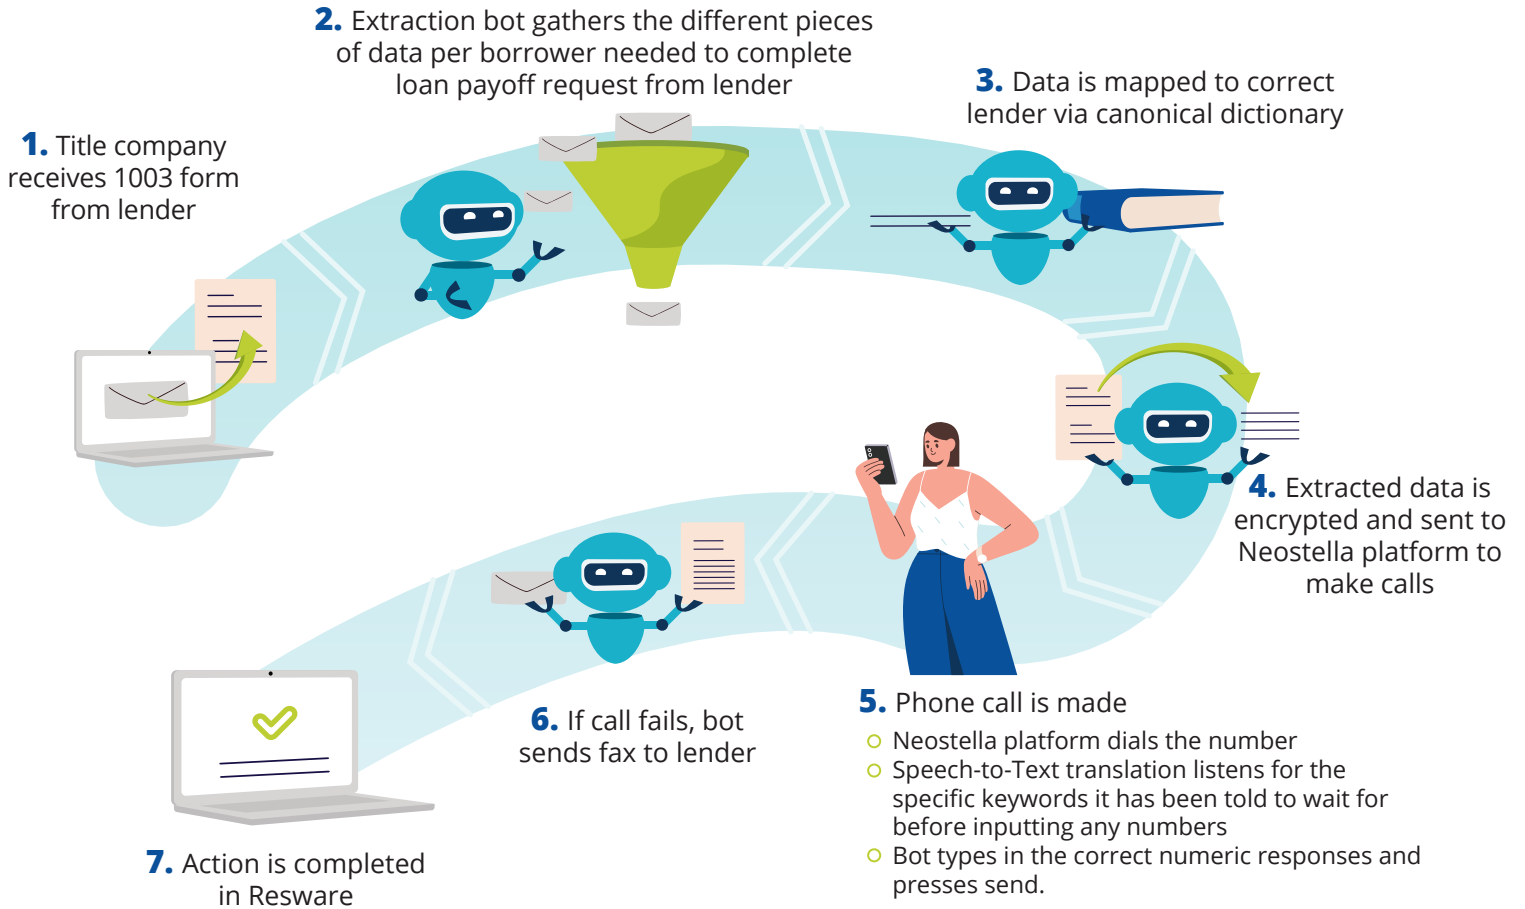 1. Title company
receives 1003 form
from lender
2. Extraction bot gathers the different pieces
of data per borrower needed to complete
loan payoff request from lender
3. Data is mapped to correct
lender via canonical dictionary
4. Extracted data is
encrypted and sent to
Neostella platform to
make calls
5. Phone call is made
Neostella platform dials the number
Speech-to-Text translation listens for the
specific keywords it has been told to wait for
before inputting any numbers
Bot types in the correct numeric responses and
presses send.
6. If call fails, bot
sends fax to lender
7. Action is completed
in Resware